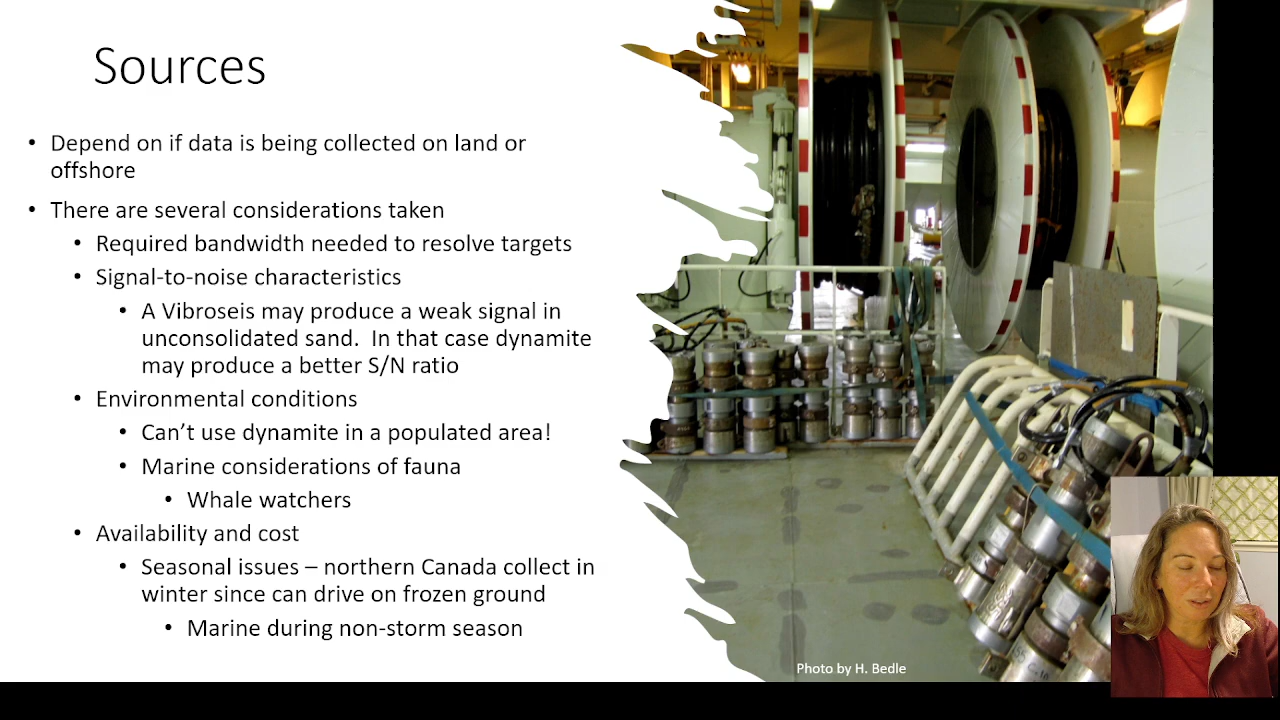 Sources
• Depend on if data is being collected on land or
offshore
• There are several considerations taken
• Required bandwidth needed to resolve targets
• Signal-to-noise characteristics
• A Vibroseis may produce a weak signal in
unconsolidated sand.  In that case dynamite
may produce a better S/N ratio
• Environmental conditions
• Can’t use dynamite in a populated area!
• Marine considerations of fauna
• Whale watchers
• Availability and cost
• Seasonal issues – northern Canada collect in
winter since can drive on frozen ground
• Marine during non-storm season
Photo by H. Bedle